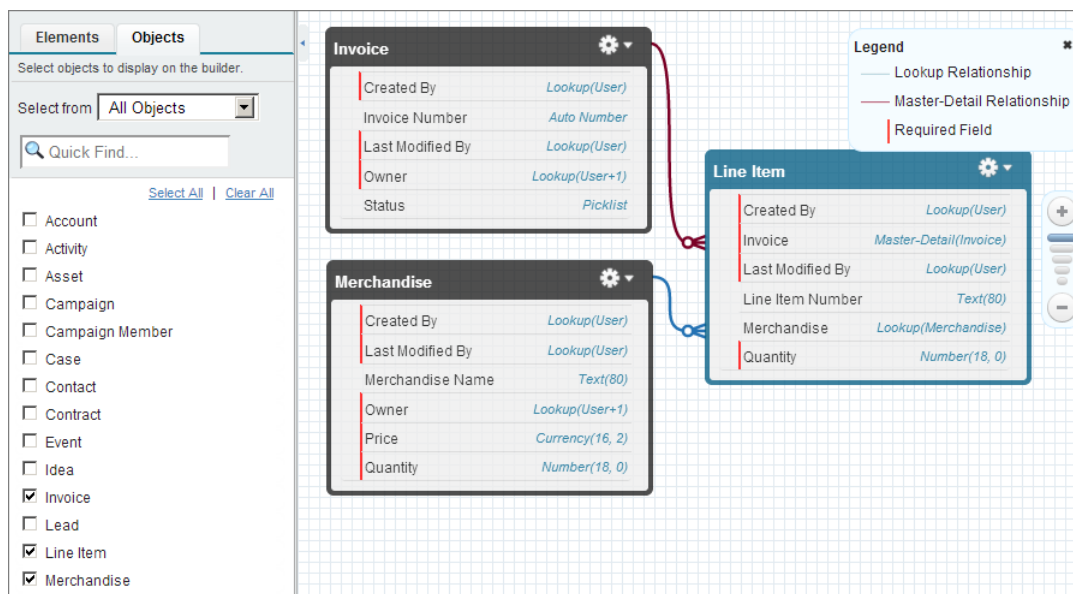 Elements Objects
Select objects to display on the builder.
Select from All Objects
Quick Find...
Select All | Clear All
Account
Activity
Asset
Campaign
Campaign Member
Case
Contact
Contract
Event
Idea
Invoice
Lead
Line Item
Merchandise
Invoice
Created By Lookup(User)
Invoice Number Auto Number
Last Modified By Lookup(User)
Owner Lookup(User+1)
Status Picklist
Merchandise
Created By Lookup(User)
Last Modified By Lookup(User)
Merchandise Name Text(80)
Owner Lookup(User+1)
Price Currency(16, 2)
Quantity Number(18, 0)
Legend
Lookup Relationship
Master-Detail Relationship
Required Field
Line Item
Created By Lookup(User)
Invoice Master-Detail(Invoice)
Last Modified By Lookup(User)
Line Item Number Text(80)
Merchandise Lookup(Merchandise)
Quantity Number(18, 0)